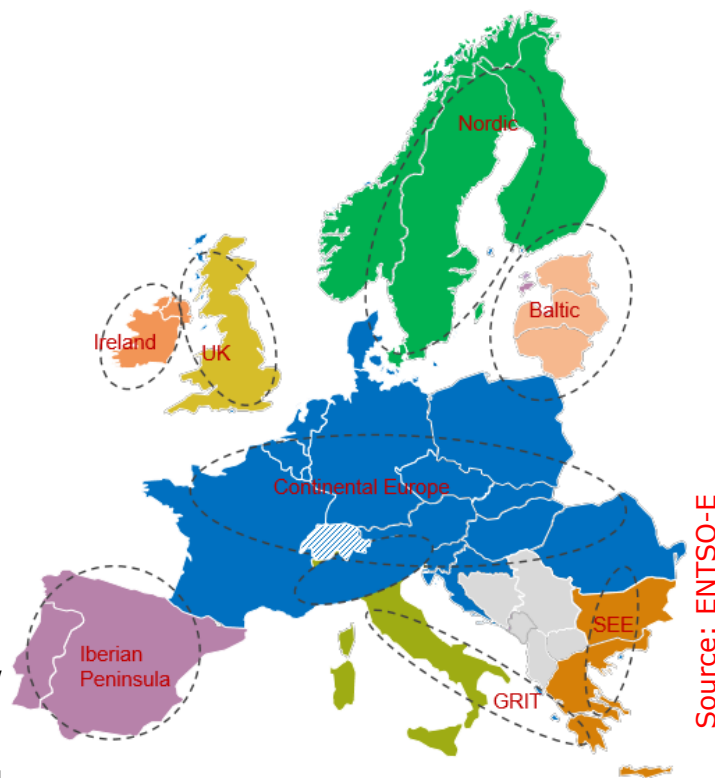 Nordic
Baltic
Ireland
UK
Continental Europe
Iberian
Peninsula
SEE
GRIT
Source: ENTSO-E